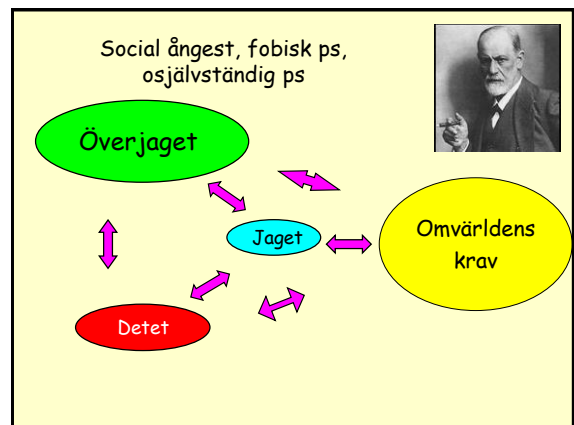 Social ångest, fobisk ps,
osjälvständig ps
Överjaget
Jaget
Omvärldens
krav
Detet